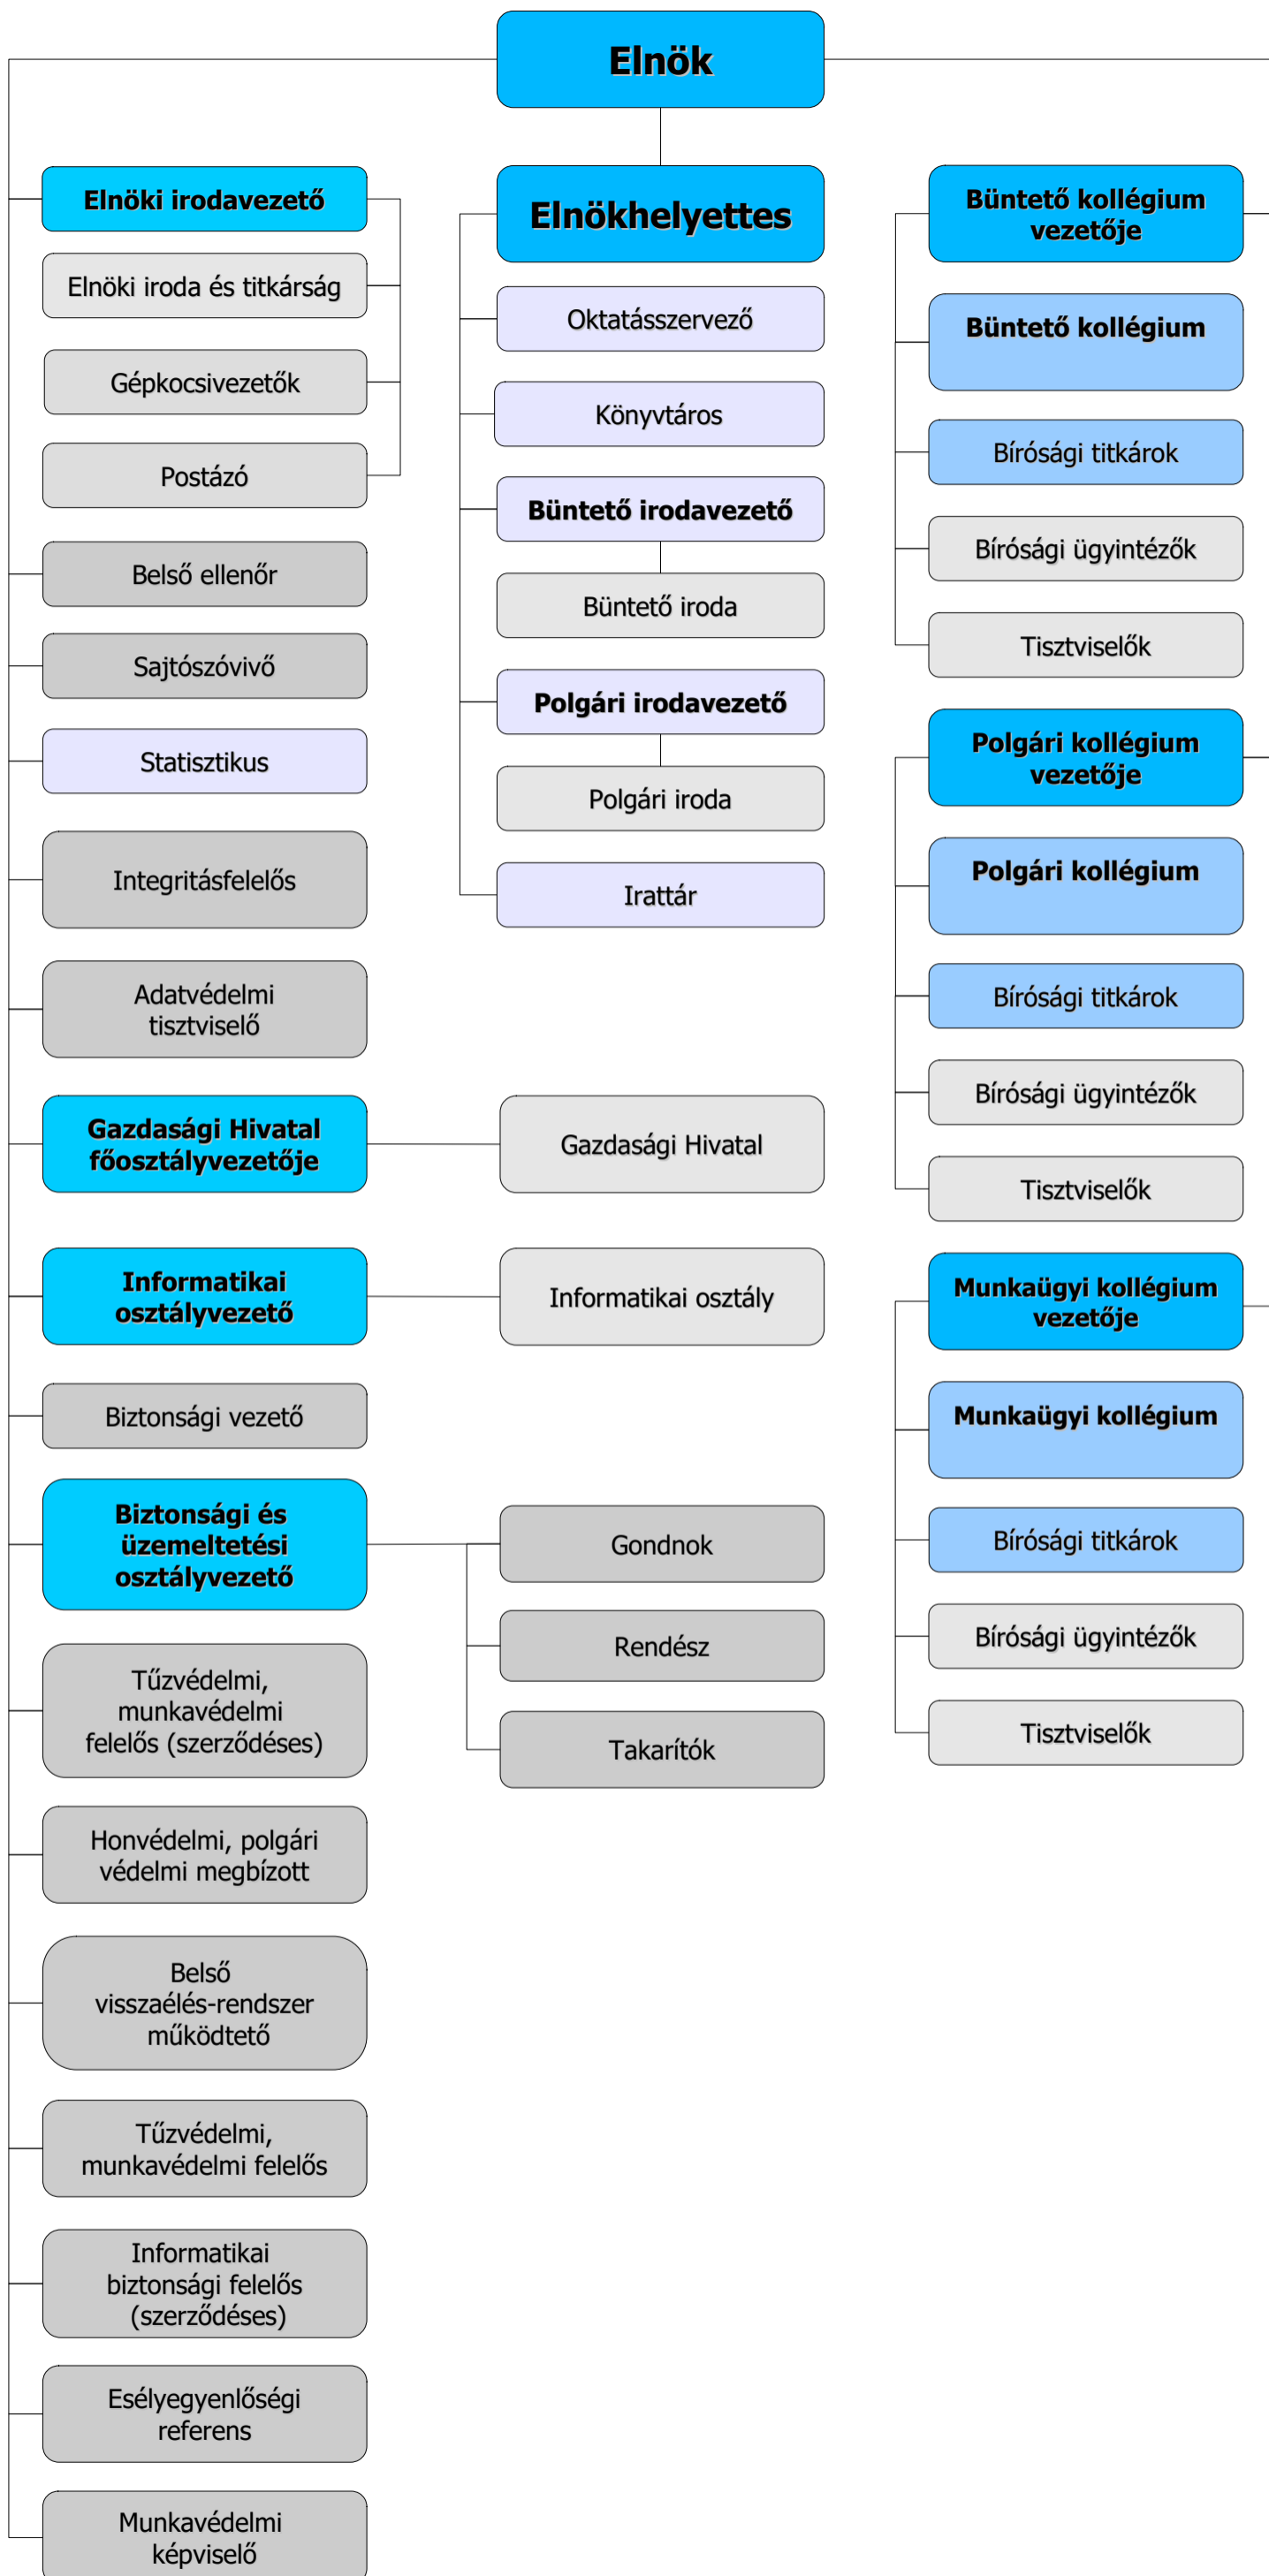 Elnök
Elnöki irodavezető
Elnöki iroda és titkárság
Gépkocsivezetők
Postázó
Belső ellenőr
Sajtószóvivő
Statisztikus
Integritásfelelős
Adatvédelmi
tisztviselő
Gazdasági Hivatal
főosztályvezetője
Informatikai
osztályvezető
Biztonsági vezető
Biztonsági és
üzemeltetési
osztályvezető
Tűzvédelmi,
munkavédelmi
felelős (szerződéses)
Honvédelmi, polgári
védelmi megbízott
Belső
visszaélés-rendszer
működtető
Tűzvédelmi,
munkavédelmi felelős
Informatikai
biztonsági felelős
(szerződéses)
Esélyegyenlőségi
referens
Munkavédelmi
képviselő
Elnökhelyettes
Oktatásszervező
Könyvtáros
Büntető irodavezető
Büntető iroda
Polgári irodavezető
Polgári iroda
Irattár
Gazdasági Hivatal
Informatikai osztály
Gondnok
Rendész
Takarítók
Büntető kollégium
vezetője
Büntető kollégium
Bírósági titkárok
Bírósági ügyintézők
Tisztviselők
Polgári kollégium
vezetője
Polgári kollégium
Bírósági titkárok
Bírósági ügyintézők
Tisztviselők
Munkaügyi kollégium
vezetője
Munkaügyi kollégium
Bírósági titkárok
Bírósági ügyintézők
Tisztviselők